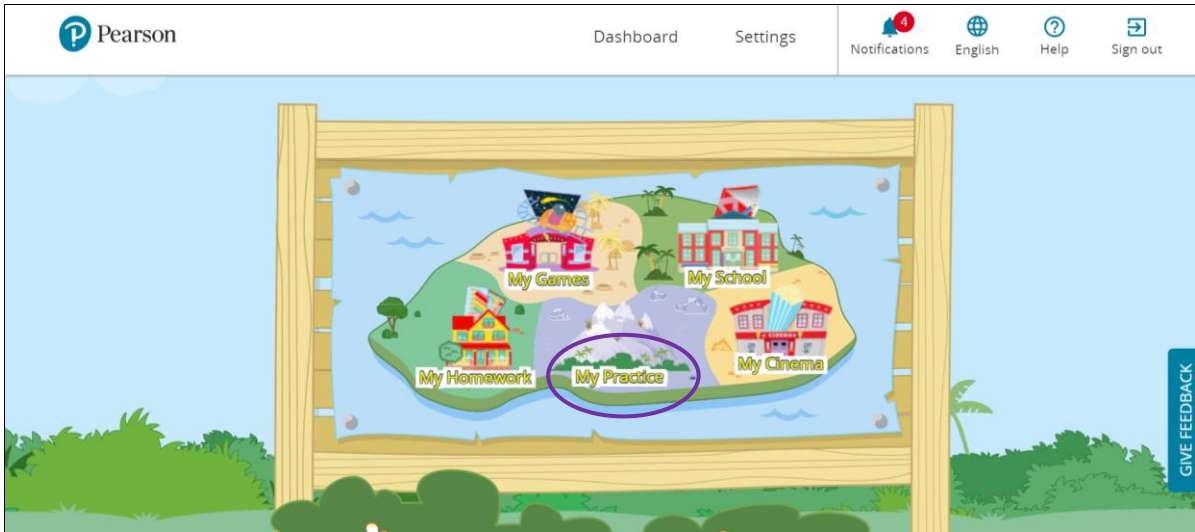 Pearson
Dashboard Settings
4
Notifications English Help Sign out
My Games
My School
CINEMA
My Homework
My Practice
My Cinema
GIVE FEEDBACK